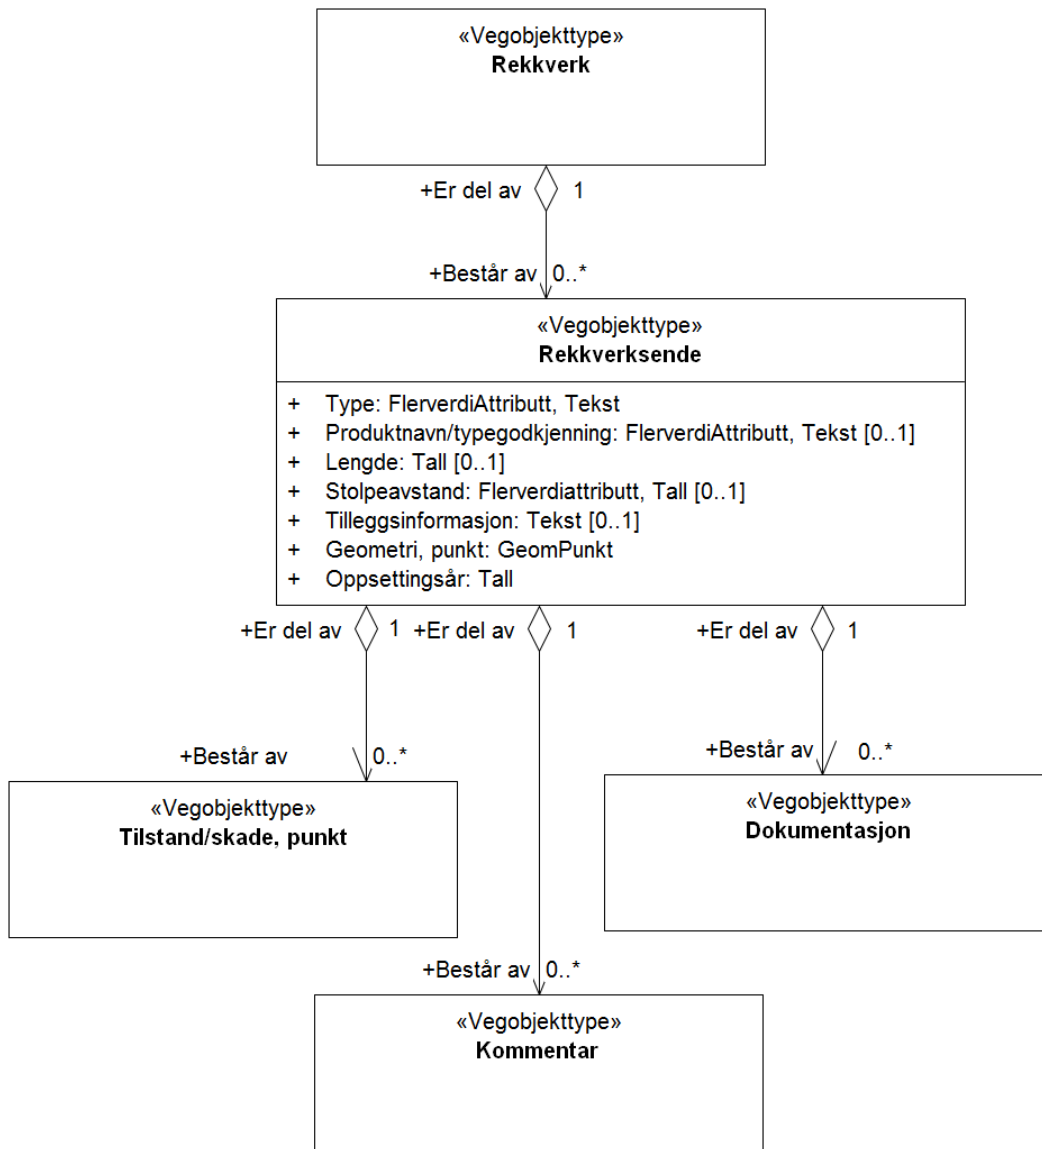 «Vegobjekttype»
Rekkverk
+Er del av 1
+Består av 0..*
«Vegobjekttype»
Rekkverksende
+ Type: FlerverdiAttributt, Tekst
+ Produktnavn/typegodkjenning: FlerverdiAttributt, Tekst [0..1]
+ Lengde: Tall [0..1]
+ Stolpeavstand: Flerverdiattributt, Tall [0..1]
+ Tilleggsinformasjon: Tekst [0..1]
+ Geometri, punkt: GeomPunkt
+ Oppsettingsår: Tall
+Er del av 1 +Er del av 1 +Er del av 1
+Består av 0..* +Består av 0..*
«Vegobjekttype»
Tilstand/skade, punkt
«Vegobjekttype»
Dokumentasjon
+Består av 0..*
«Vegobjekttype»
Kommentar